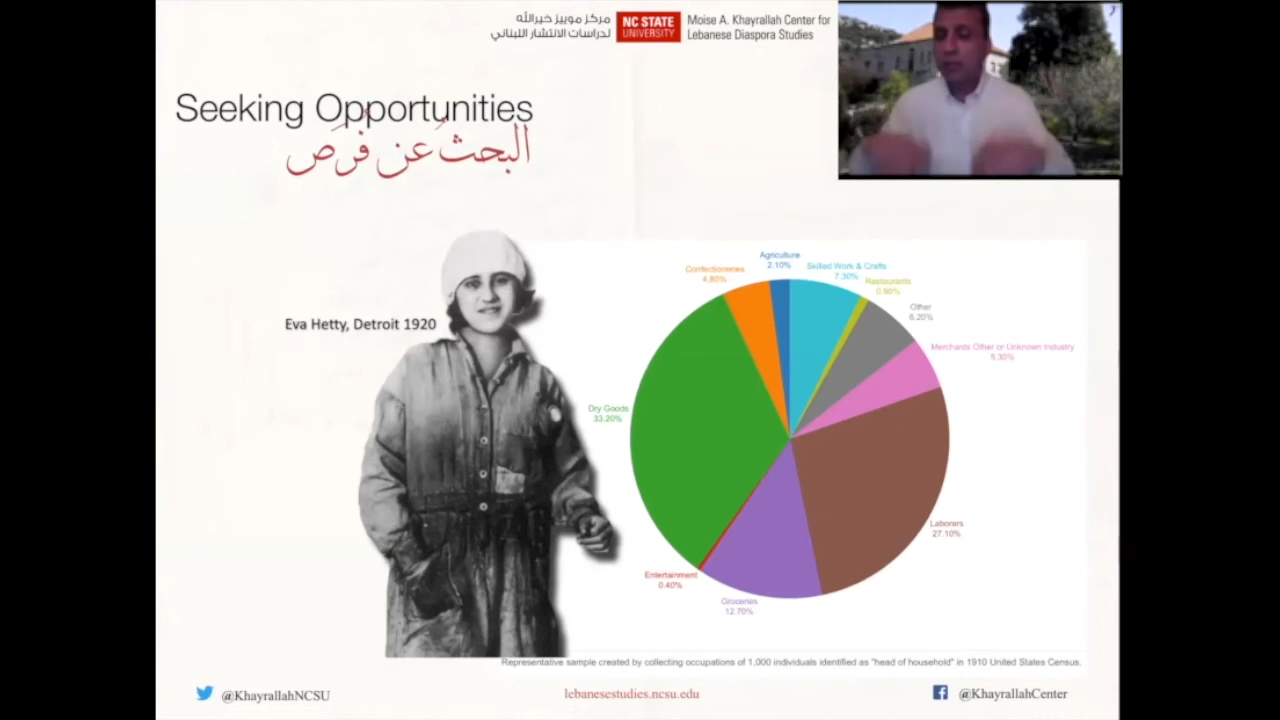 مركز موييز خيرالله
لدراسات الانتشار اللبناني
NC STATE
UNIVERSITY
Moise A. Khayrallah Center for
Lebanese Diaspora Studies
Seeking Opportunities
البحثُ عن فُرَص
Eva Hetty, Detroit 1920
Agriculture
2.10%
Confectioneries
4.80%
Skilled Work & Crafts
7.30%
Restaurants
0.90%
Other
6.20%
Merchants Other or Unknown Industry
5.30%
Dry Goods
33.20%
Laborers
27.10%
Entertainment
0.40%
Groceries
12.70%
Representative sample created by collecting occupations of 1,000 individuals identified as "head of household" in 1910 United States Census.
@KhayrallahNCSU
lebanesestudies.ncsu.edu
@KhayrallahCenter